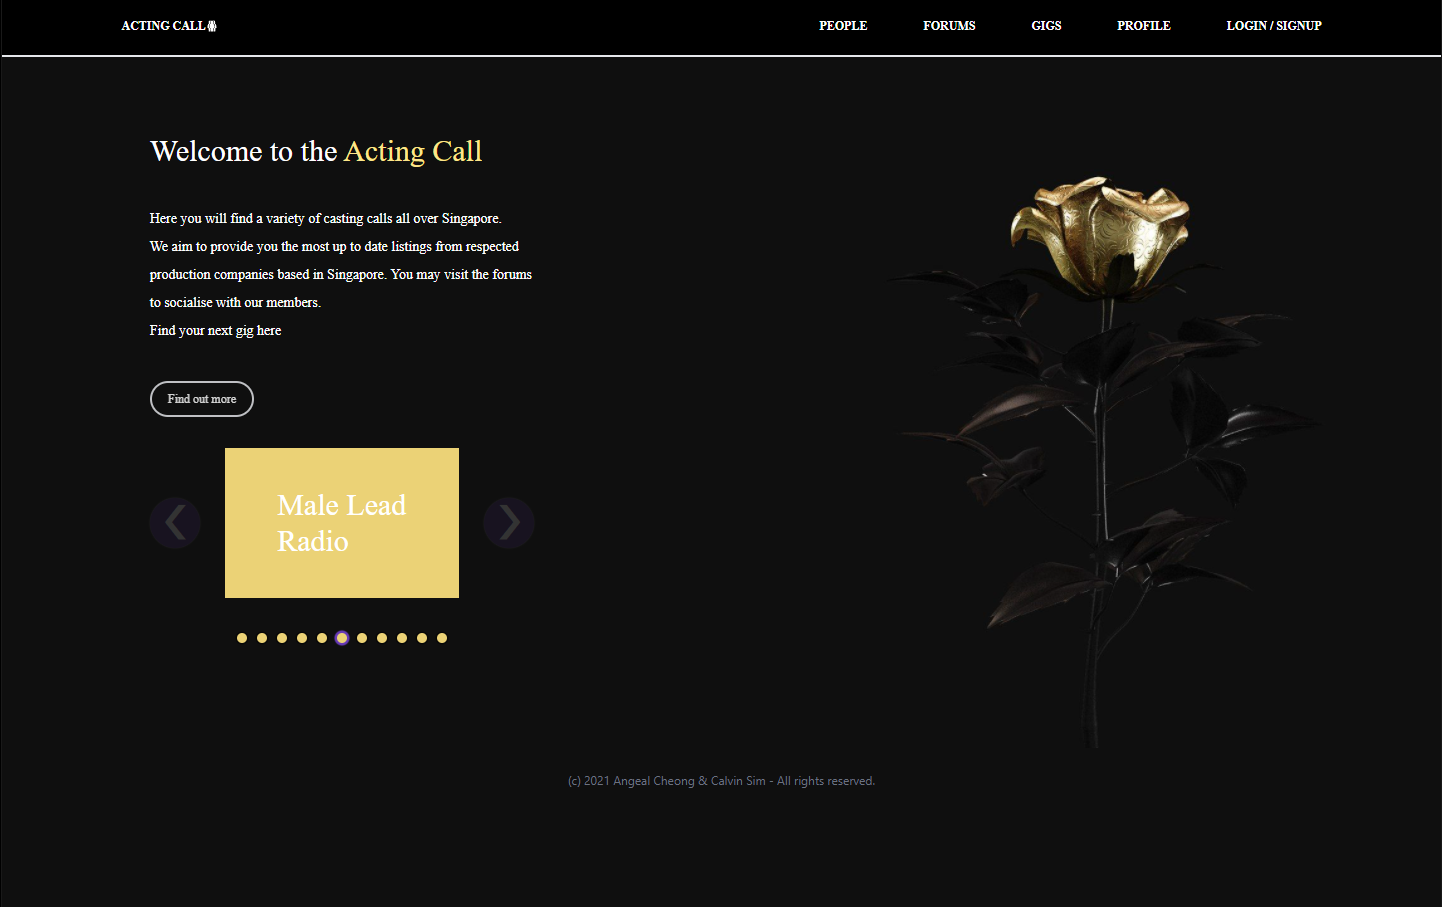 ACTING CALL
PEOPLE
FORUMS
GIGS
PROFILE
LOGIN / SIGNUP
Welcome to the Acting Call
Here you will find a variety of casting calls all over Singapore.
We aim to provide you the most up to date listings from respected
production companies based in Singapore. You may visit the forums
to socialise with our members.
Find your next gig here
Find out more
Male Lead
Radio
(c) 2021 Angeal Cheong & Calvin Sim - All rights reserved.